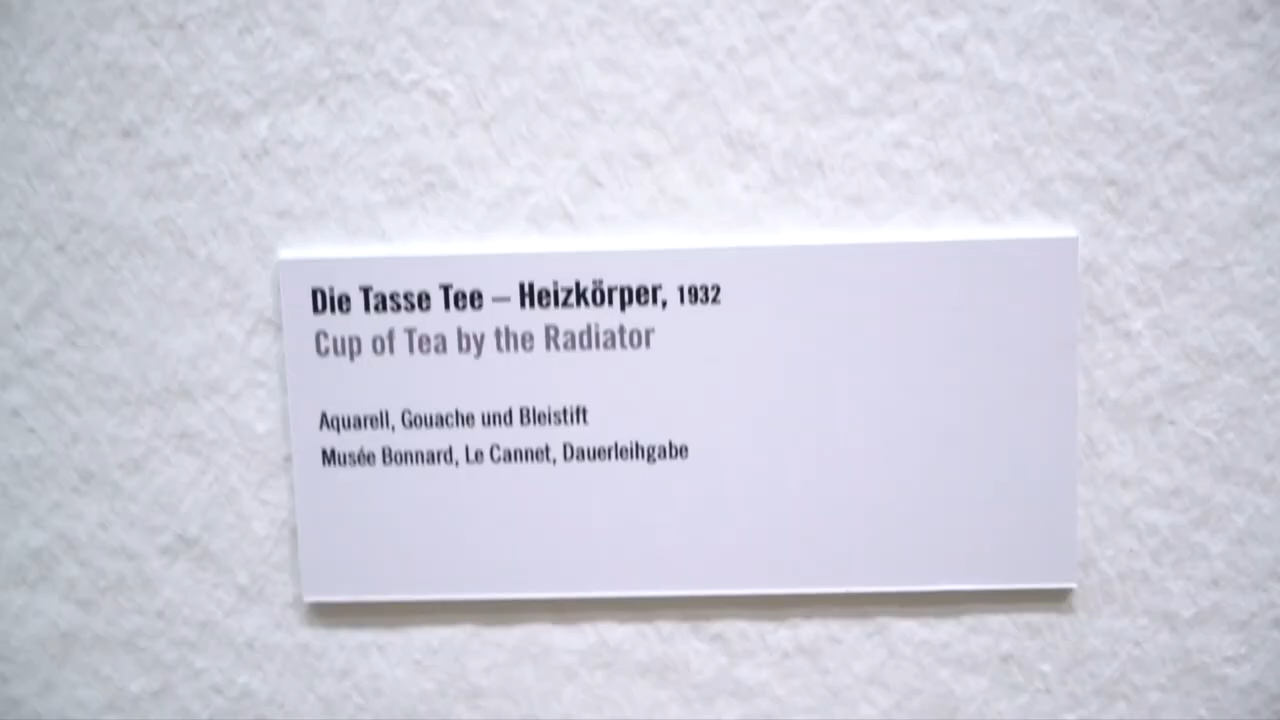 Die Tasse Tee – Heizkörper, 1932
Cup of Tea by the Radiator
Aquarell, Gouache und Bleistift
Musée Bonnard, Le Cannet, Dauerleihgabe